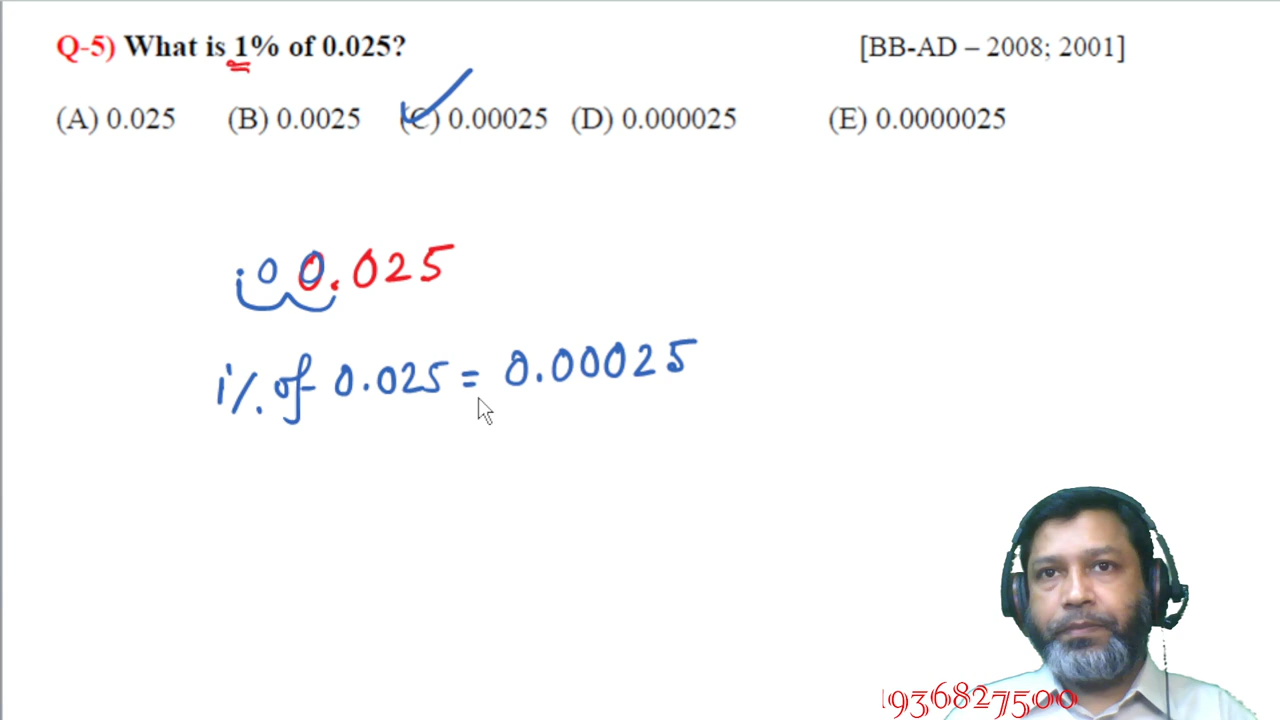 Q-5) What is 1% of 0.025? [BB-AD – 2008; 2001]
(A) 0.025 (B) 0.0025 (C) 0.00025 (D) 0.000025 (E) 0.0000025
.00.025
1% of 0.025 = 0.00025
1936827500